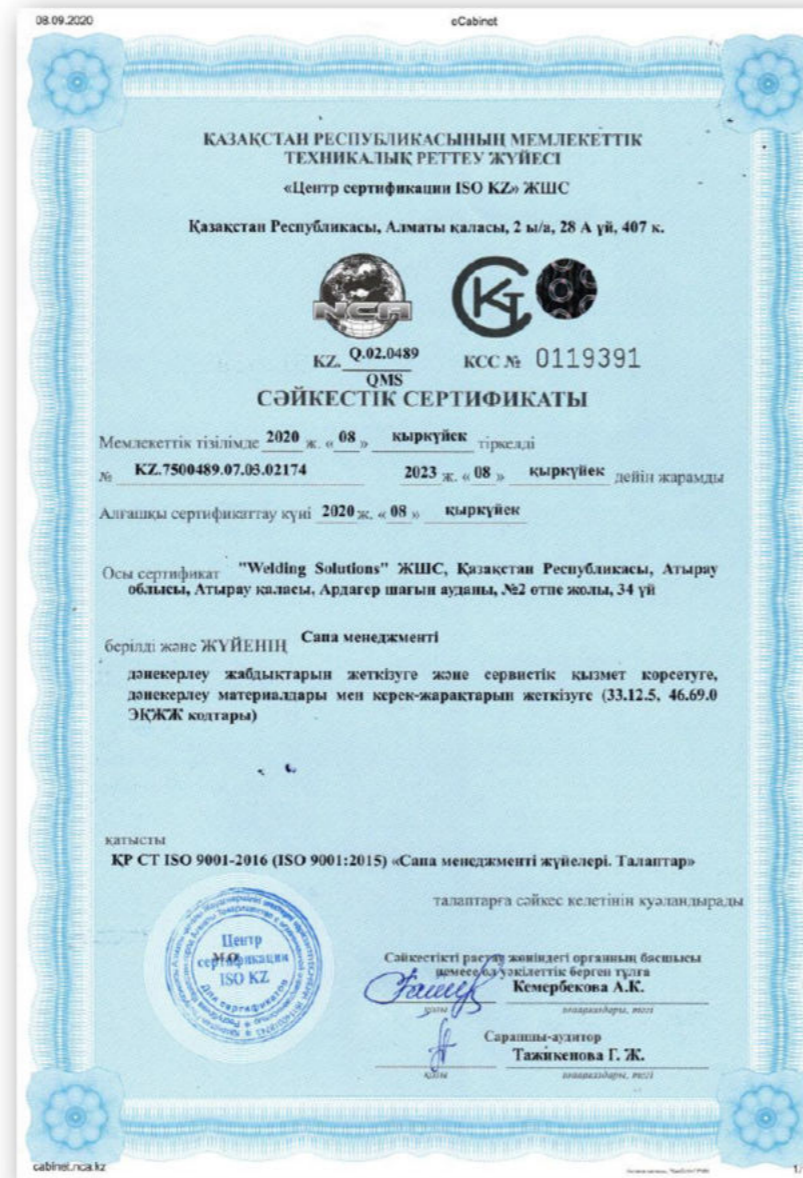 08.09.2020
eCabinet
ҚАЗАҚСТАН РЕСПУБЛИКАСЫНЫҢ МЕМЛЕКЕТТІК
ТЕХНИКАЛЫҚ РЕТТЕУ ЖҮЙЕСІ
«Центр сертификации ISO KZ» ЖШС
Қазақстан Республикасы, Алматы қаласы, 2 ы/а, 28 А үй, 407 к.
NCA
KZ. Q.02.0489
QMS
КСС № 0119391
СӘЙКЕСТІК СЕРТИФИКАТЫ
Мемлекеттік тізілімде 2020 ж. « 08 » қыркүйек тіркелді
№ KZ.7500489.07.03.02174 2023 ж. « 08 » қыркүйек дейін жарамды
Алғашқы сертификаттау күні 2020 ж. « 08 » қыркүйек
Осы сертификат "Welding Solutions" ЖШС, Қазақстан Республикасы, Атырау
облысы, Атырау қаласы, Ардагер шағын ауданы, №2 өтпе жолы, 34 үй
берілді және ЖҮЙЕНІҢ Сапа менеджменті
дәнекерлеу жабдықтарын жеткізуге және сервистік қызмет көрсетуге,
дәнекерлеу материалдары мен керек-жарақтарын жеткізуге (33.12.5, 46.69.0
ЭҚЖЖ кодтары)
қатысты
ҚР СТ ISO 9001-2016 (ISO 9001:2015) «Сапа менеджменті жүйелері. Талаптар»
талаптарға сәйкес келетінін куәландырады
Центр
сертификации
ISO KZ
М.О.
Для сертификатов
Сәйкестікті растау жөніндегі органның басшысы
немесе ол уәкілеттік берген тұлға
Кемербекова А.К.
қолы
Сарапшы-аудитор
Тажикенова Г. Ж.
қолы
cabinet.nca.kz